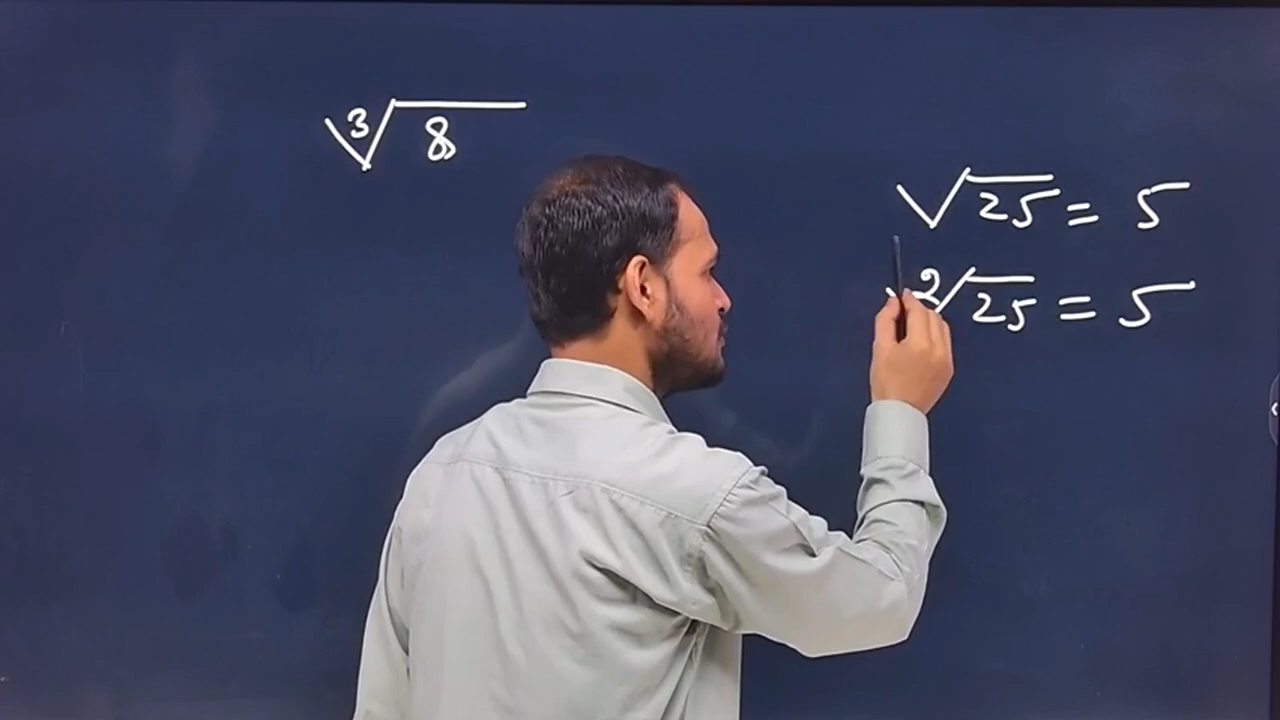 ∛8
√25 = 5
²√25 = 5